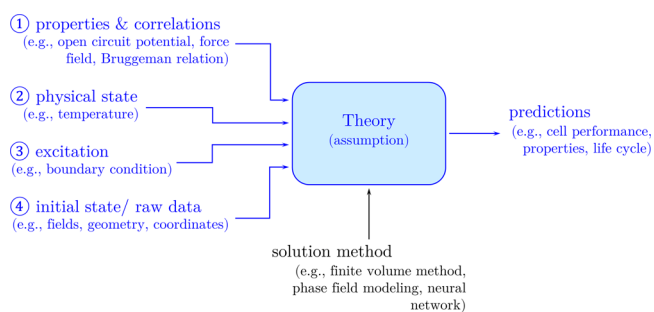 ① properties & correlations
(e.g., open circuit potential, force
field, Bruggeman relation)
② physical state
(e.g., temperature)
③ excitation
(e.g., boundary condition)
④ initial state/ raw data
(e.g., fields, geometry, coordinates)
Theory
(assumption)
predictions
(e.g., cell performance,
properties, life cycle)
solution method
(e.g., finite volume method,
phase field modeling, neural
network)